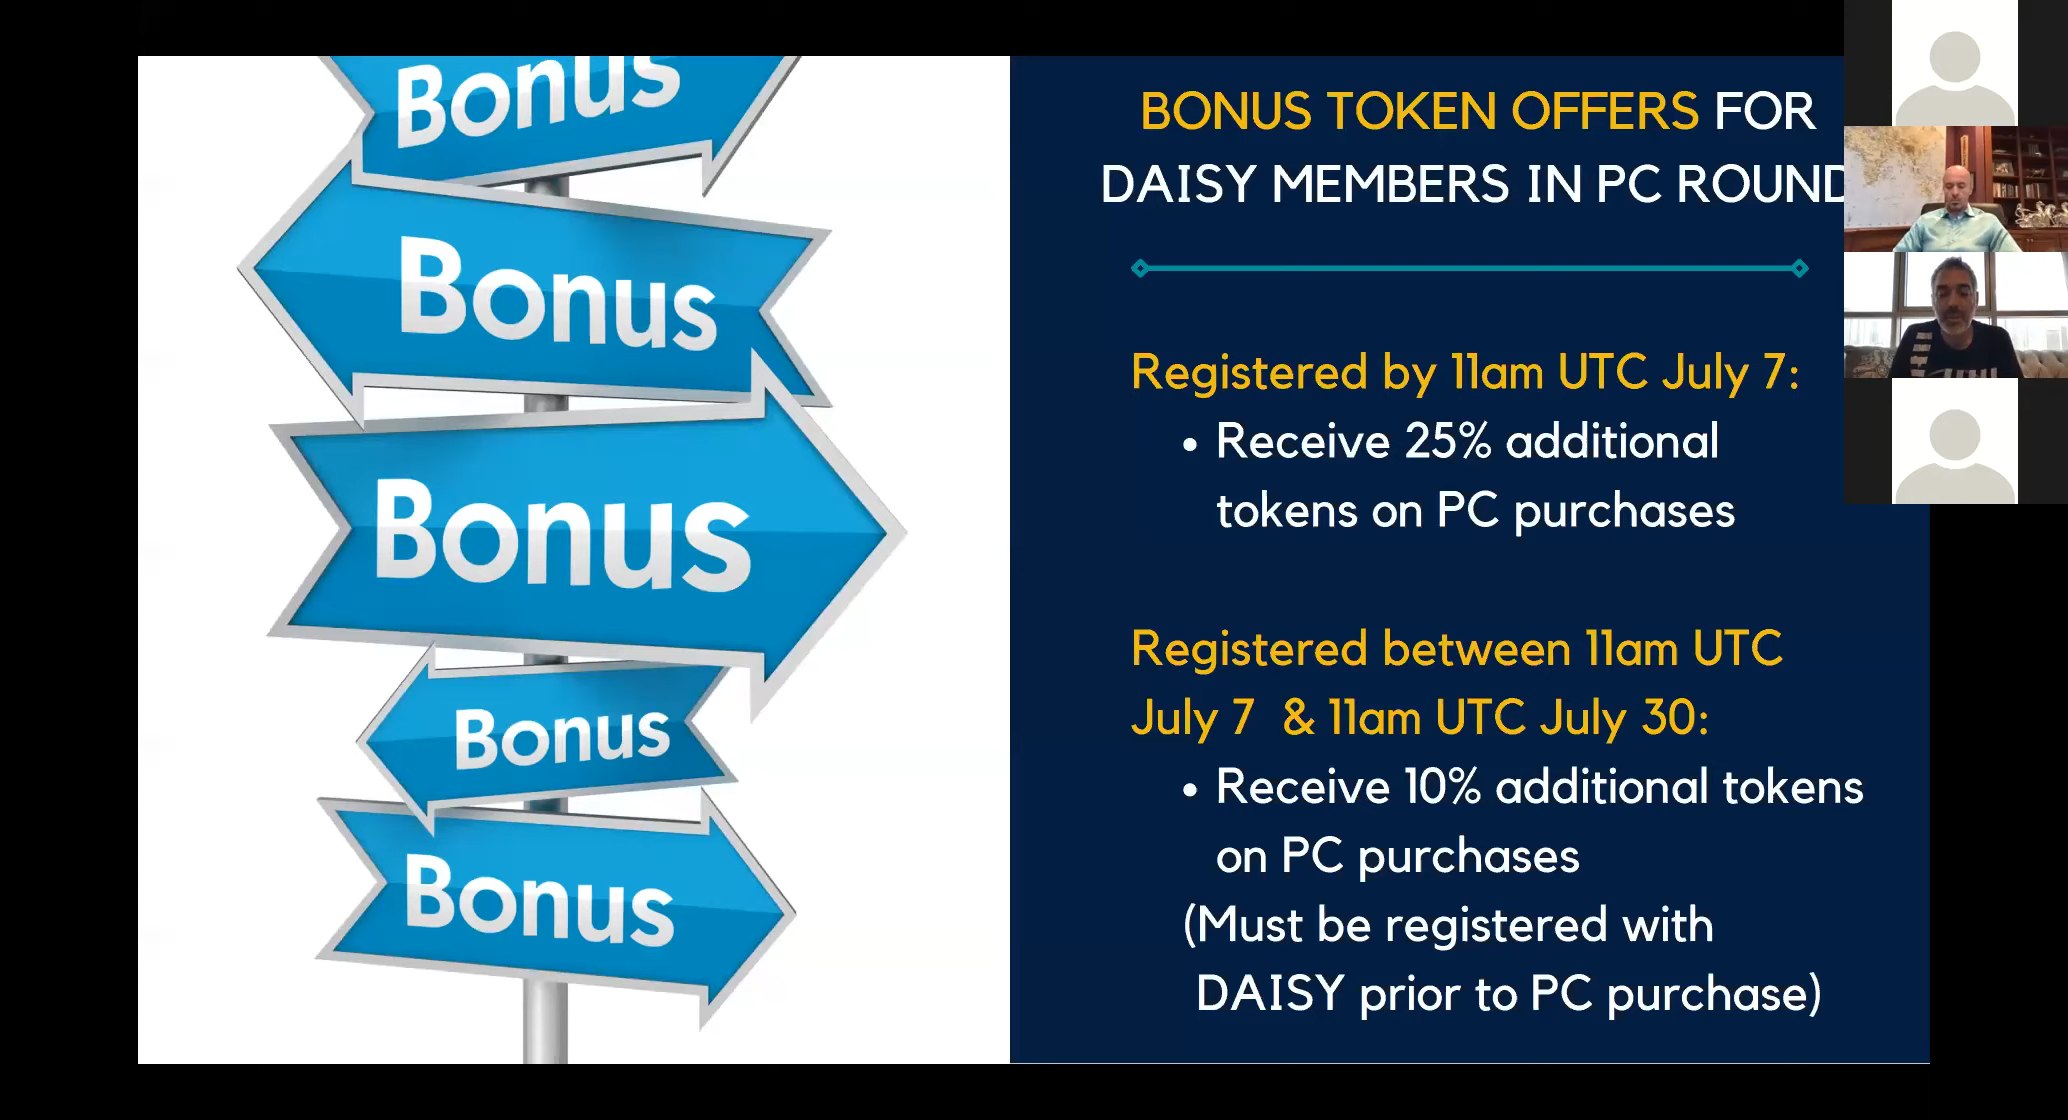 Bonus
Bonus
Bonus
Bonus
Bonus
BONUS TOKEN OFFERS FOR
DAISY MEMBERS IN PC ROUND
Registered by 11am UTC July 7:
• Receive 25% additional
tokens on PC purchases
Registered between 11am UTC
July 7 & 11am UTC July 30:
• Receive 10% additional tokens
on PC purchases
(Must be registered with
DAISY prior to PC purchase)